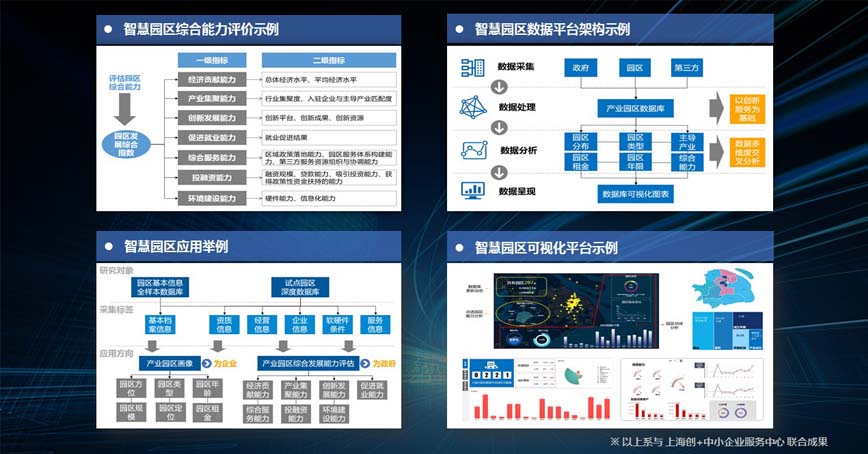 智慧园区综合能力评价示例
一级指标
二级指标
评估园区
综合能力
园区发
展综合
指数
经济贡献能力
总体经济水平、平均经济水平
产业集聚能力
行业集聚度、入驻企业与主导产业匹配度
创新发展能力
创新平台、创新成果、创新资源
促进就业能力
就业促进结果
综合服务能力
区域政策落地能力、园区服务体系构建能
力、第三方服务资源组织与协调能力
投融资能力
融资规模、贷款能力、吸引投资能力、获
得政策性资金扶持的能力
环境建设能力
硬件能力、信息化能力
智慧园区数据平台架构示例
数据采集
政府
园区
第三方
数据处理
产业园区数据库
以创新
服务为
基础
数据分析
园区
分布
园区
类型
主导
产业
园区
租金
园区
年限
综合
能力
数据多
维度交
叉分析
数据呈现
数据库可视化图表
智慧园区应用举例
研究对象
园区基本信息
全样本数据库
试点园区
深度数据库
采集标签
基本档
案信息
资质
信息
经营
信息
企业
信息
软硬件
条件
服务
信息
应用方向
产业园区画像
为企业
产业园区综合发展能力评估
为政府
园区方
位
园区类
型
园区年
龄
园区规
模
园区定
位
园区
租金
经济贡
献能力
产业集
聚能力
创新发
展能力
促进就
业能力
综合服
务能力
投融资
能力
环境建
设能力
智慧园区可视化平台示例
数据库
更新动态
0221
※ 以上系与 上海创+中小企业服务中心 联合成果